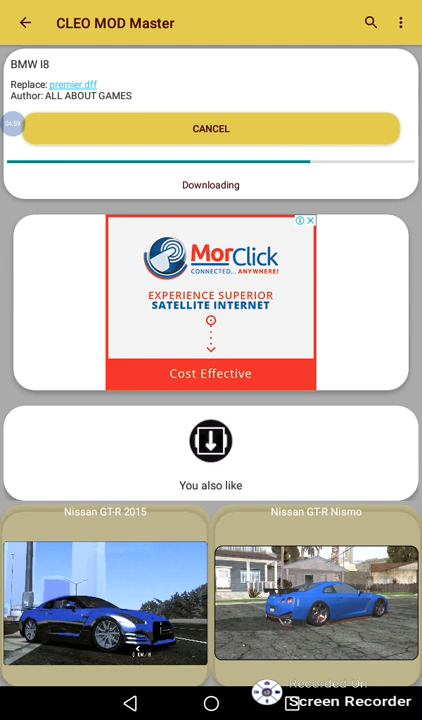 CLEO MOD Master
BMW I8
Replace: premier.dff
Author: ALL ABOUT GAMES
04:59
CANCEL
Downloading
MorClick
CONNECTED... ANYWHERE!
EXPERIENCE SUPERIOR
SATELLITE INTERNET
Cost Effective
You also like
Nissan GT-R 2015
Nissan GT-R Nismo
0 KM/H
Recorded On
Screen Recorder